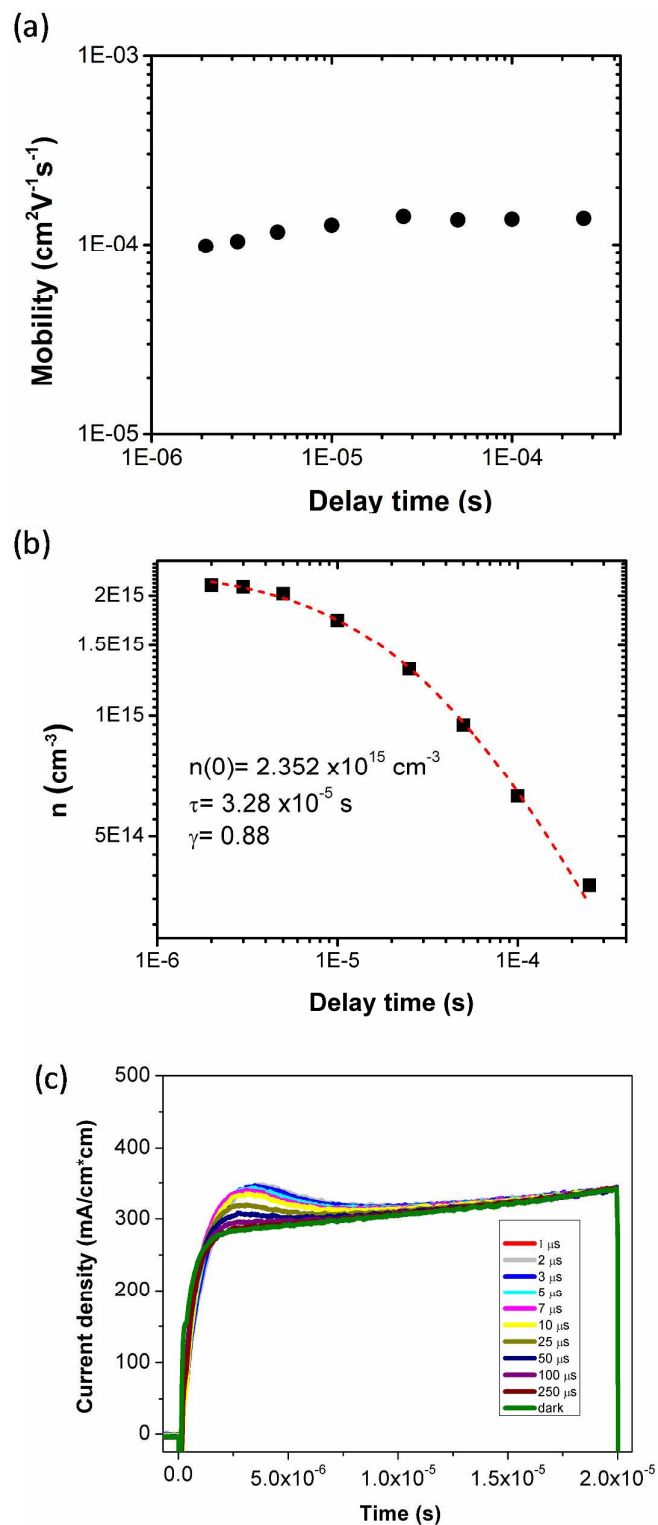 (a)
1E-03
1E-04
1E-05
Mobility (cm²V⁻¹s⁻¹)
1E-06 1E-05 1E-04
Delay time (s)
(b)
2E15
1.5E15
1E15
5E14
n (cm⁻³)
n(0)= 2.352 x10¹⁵ cm⁻³
τ= 3.28 x10⁻⁵ s
γ= 0.88
1E-6 1E-5 1E-4
Delay time (s)
(c)
500
400
300
200
100
0
Current density (mA/cm*cm)
1 μs
2 μs
3 μs
5 μs
7 μs
10 μs
25 μs
50 μs
100 μs
250 μs
dark
0.0 5.0x10⁻⁶ 1.0x10⁻⁵ 1.5x10⁻⁵ 2.0x10⁻⁵
Time (s)